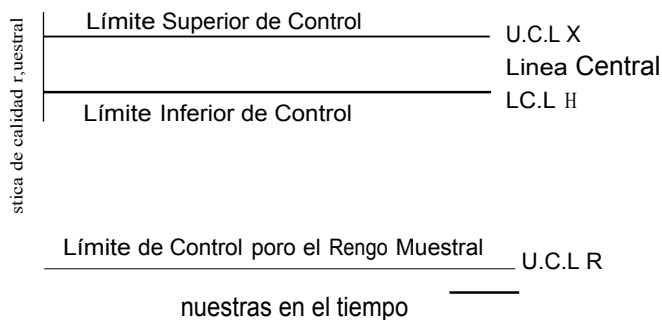 Límite Superior de Control
U.C.L X
Linea Central
LC.L H
Límite Inferior de Control
stica de calidad r,uestral
Límite de Control poro el Rengo Muestral
U.C.L R
nuestras en el tiempo